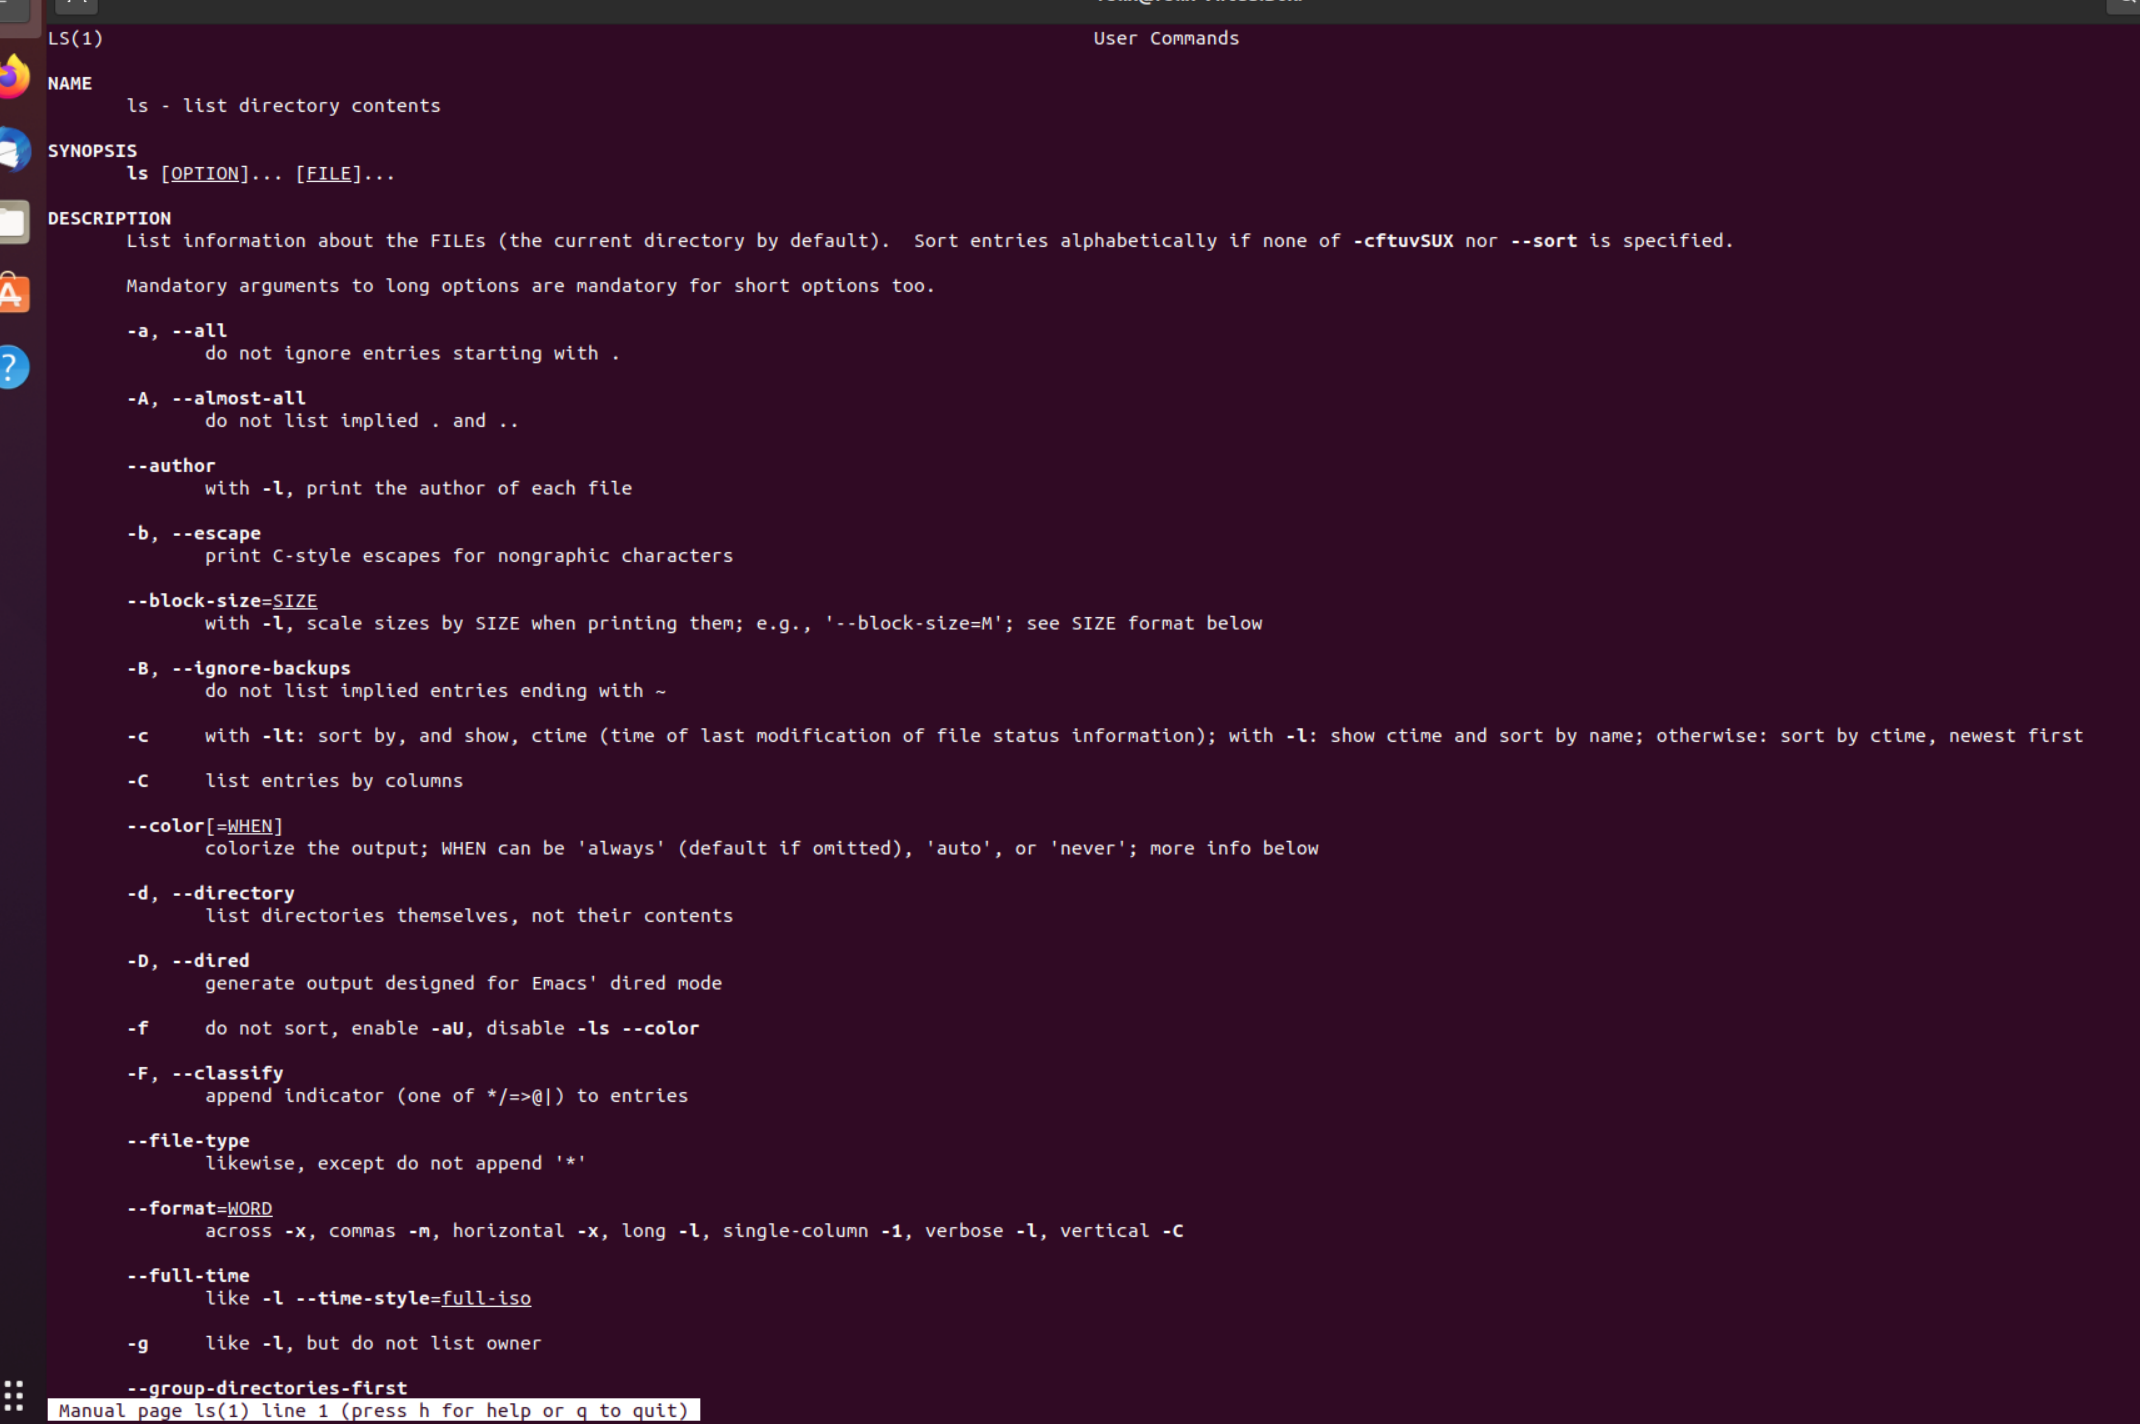 LS(1) User Commands
NAME
ls - list directory contents
SYNOPSIS
ls [OPTION]... [FILE]...
DESCRIPTION
List information about the FILEs (the current directory by default).  Sort entries alphabetically if none of -cftuvSUX nor --sort is specified.
Mandatory arguments to long options are mandatory for short options too.
-a, --all
do not ignore entries starting with .
-A, --almost-all
do not list implied . and ..
--author
with -l, print the author of each file
-b, --escape
print C-style escapes for nongraphic characters
--block-size=SIZE
with -l, scale sizes by SIZE when printing them; e.g., '--block-size=M'; see SIZE format below
-B, --ignore-backups
do not list implied entries ending with ~
-c with -lt: sort by, and show, ctime (time of last modification of file status information); with -l: show ctime and sort by name; otherwise: sort by ctime, newest first
-C list entries by columns
--color[=WHEN]
colorize the output; WHEN can be 'always' (default if omitted), 'auto', or 'never'; more info below
-d, --directory
list directories themselves, not their contents
-D, --dired
generate output designed for Emacs' dired mode
-f do not sort, enable -aU, disable -ls --color
-F, --classify
append indicator (one of */=>@|) to entries
--file-type
likewise, except do not append '*'
--format=WORD
across -x, commas -m, horizontal -x, long -l, single-column -1, verbose -l, vertical -C
--full-time
like -l --time-style=full-iso
-g like -l, but do not list owner
--group-directories-first
Manual page ls(1) line 1 (press h for help or q to quit)